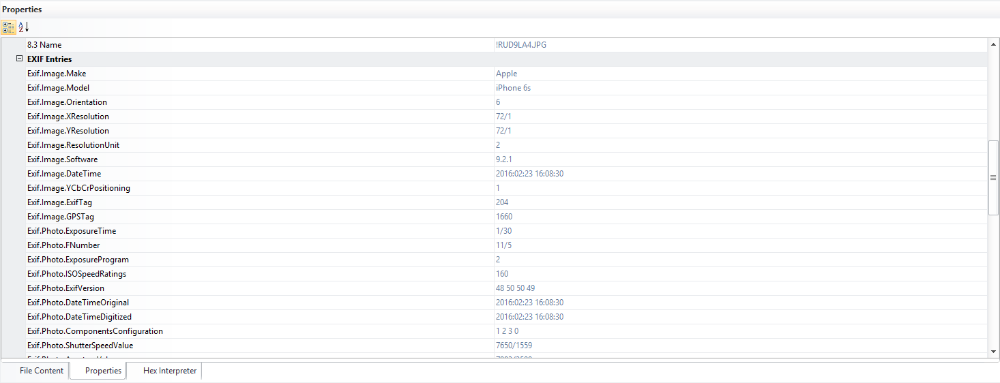 Properties
8.3 Name !RUD9LA4.JPG
EXIF Entries
Exif.Image.Make Apple
Exif.Image.Model iPhone 6s
Exif.Image.Orientation 6
Exif.Image.XResolution 72/1
Exif.Image.YResolution 72/1
Exif.Image.ResolutionUnit 2
Exif.Image.Software 9.2.1
Exif.Image.DateTime 2016:02:23 16:08:30
Exif.Image.YCbCrPositioning 1
Exif.Image.ExifTag 204
Exif.Image.GPSTag 1660
Exif.Photo.ExposureTime 1/30
Exif.Photo.FNumber 11/5
Exif.Photo.ExposureProgram 2
Exif.Photo.ISOSpeedRatings 160
Exif.Photo.ExifVersion 48 50 50 49
Exif.Photo.DateTimeOriginal 2016:02:23 16:08:30
Exif.Photo.DateTimeDigitized 2016:02:23 16:08:30
Exif.Photo.ComponentsConfiguration 1 2 3 0
Exif.Photo.ShutterSpeedValue 7650/1559
File Content Properties Hex Interpreter